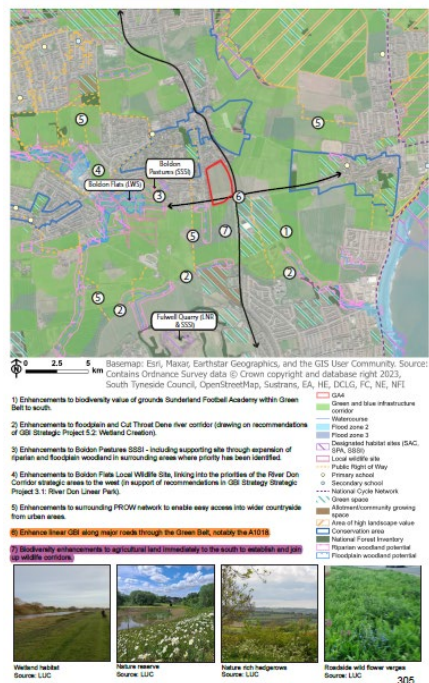 5
5
4
Boldon
Pastures (SSSI)
Boldon Flats (LWS)
3
6
7
1
2
2
5
2
Fulwell Quarry (LNR
& SSSI)
N
0 2.5 5
km
Basemap: Esri, Maxar, Earthstar Geographics, and the GIS User Community. Source:
Contains Ordnance Survey data © Crown copyright and database right 2023,
South Tyneside Council, OpenStreetMap, Sustrans, EA, HE, DCLG, FC, NE, NFI
1) Enhancements to biodiversity value of grounds Sunderland Football Academy within Green
Belt to south.
2) Enhancements to floodplain and Cut Throat Dene river corridor (drawing on recommendations
of GBI Strategic Project 5.2: Wetland Creation).
3) Enhancements to Boldon Pastures SSSI - including supporting site through expansion of
riparian and floodplain woodland in surrounding areas where priority has been identified.
4) Enhancements to Boldon Flats Local Wildlife Site, linking into the priorities of the River Don
Corridor strategic areas to the west (in support of recommendations in GBI Strategy Strategic
Project 3.1: River Don Linear Park).
5) Enhancements to surrounding PROW network to enable easy access into wider countryside
from urban areas.
6) Enhance linear GBI along major roads through the Green Belt, notably the A1018.
7) Biodiversity enhancements to agricultural land immediately to the south to establish and join
up wildlife corridors.
GA4
Green and blue infrastructure
corridor
Watercourse
Flood zone 2
Flood zone 3
Designated habitat sites (SAC,
SPA, SSSI)
Local wildlife site
Public Right of Way
Primary school
Secondary school
National Cycle Network
Green space
Allotment/community growing
space
Area of high landscape value
Conservation area
National Forest Inventory
Riparian woodland potential
Floodplain woodland potential
Wetland habitat
Source: LUC
Nature reserve
Source: LUC
Nature rich hedgerows
Source: LUC
Roadside wild flower verges
Source: LUC
305